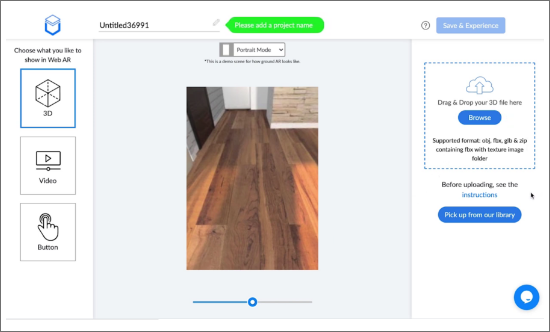 Untitled36991
Please add a project name
?
Save & Experience
Choose what you like to
show in Web AR
3D
Video
Button
Portrait Mode
*This is a demo scene for how ground AR looks like.
Drag & Drop your 3D file here
Browse
Supported format: obj, fbx, glb & zip
containing fbx with texture image
folder
Before uploading, see the
instructions
Pick up from our library